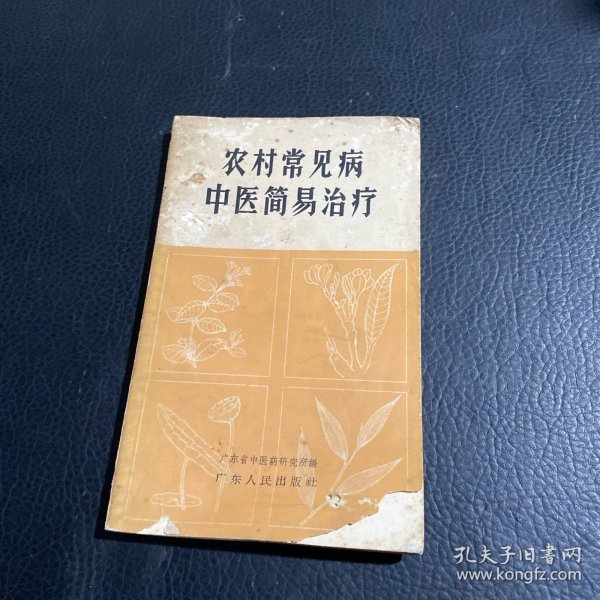 农村常见病
中医简易治疗
广东省中医药研究所编
广东人民出版社
孔夫子旧书网
www.kongfz.com